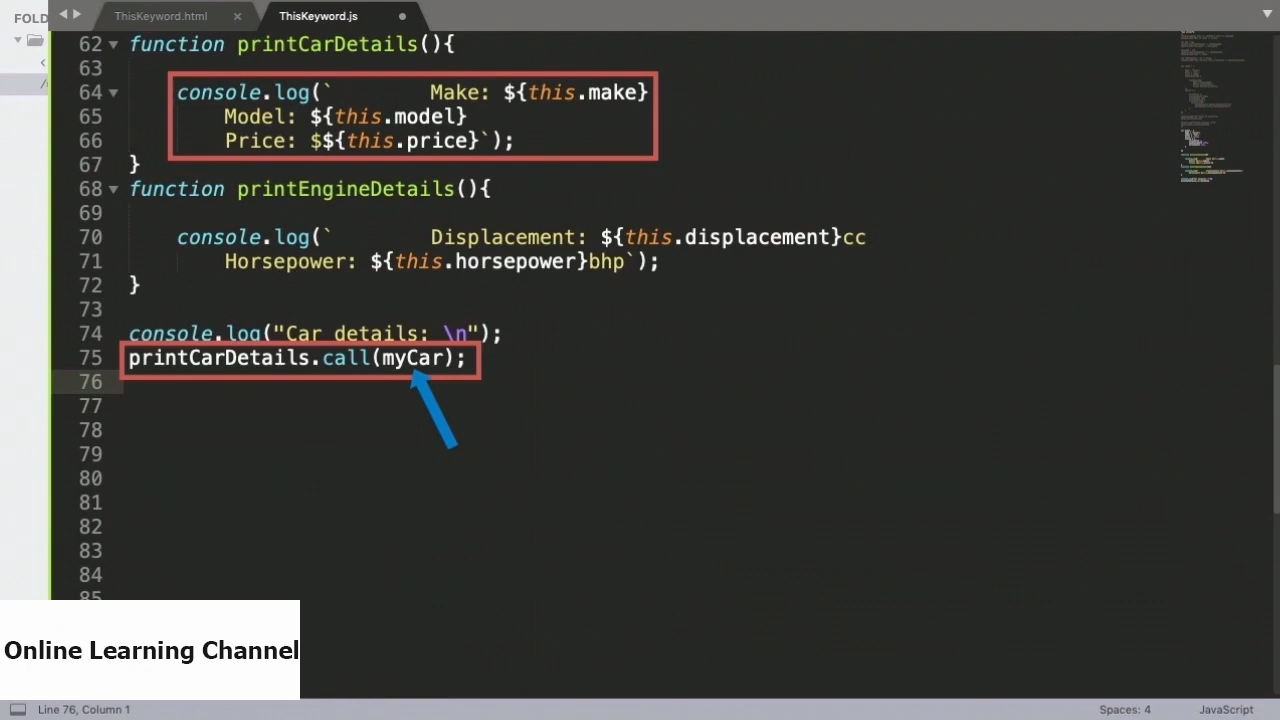 FOLD
ThisKeyword.html ×
ThisKeyword.js
62 function printCarDetails(){
63
64 console.log(`       Make: ${this.make}
65 Model: ${this.model}
66 Price: $${this.price}`);
67 }
68 function printEngineDetails(){
69
70 console.log(`       Displacement: ${this.displacement}cc
71 Horsepower: ${this.horsepower}bhp`);
72 }
73
74 console.log("Car details: \n");
75 printCarDetails.call(myCar);
76
77
78
79
80
81
82
83
84
85
Online Learning Channel
Line 76, Column 1
Spaces: 4
JavaScript